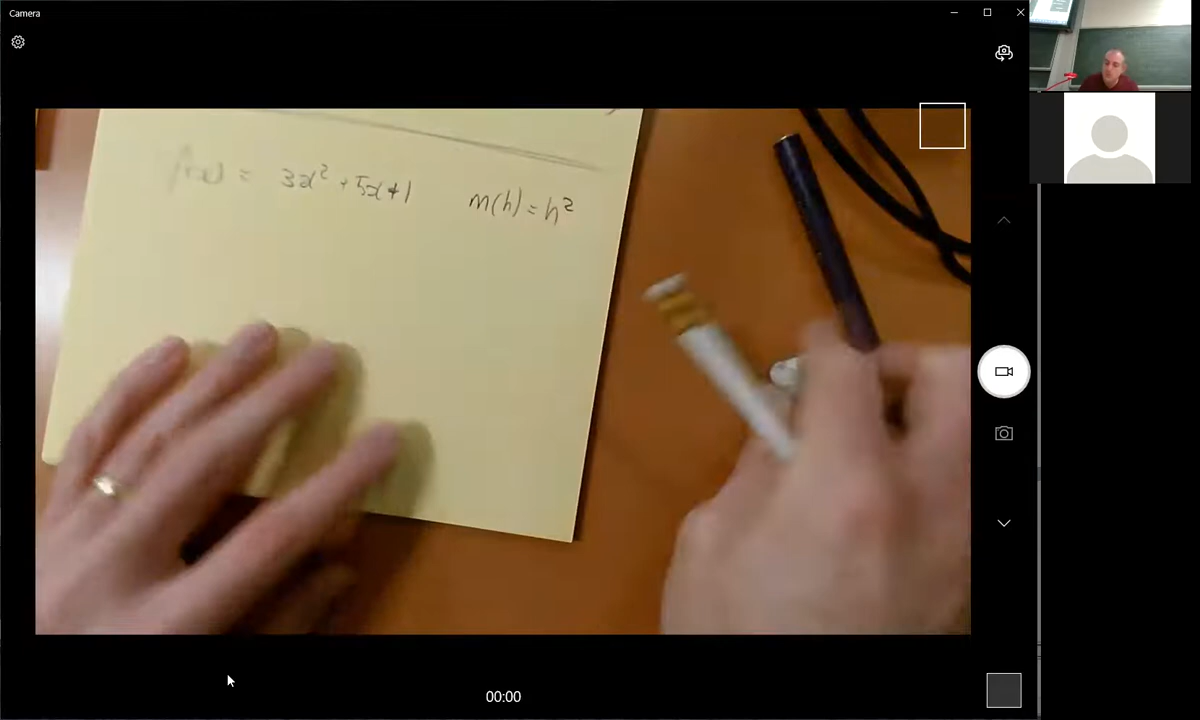 Camera
f(x) = 3x² + 5x + 1 m(h) = h²
00:00